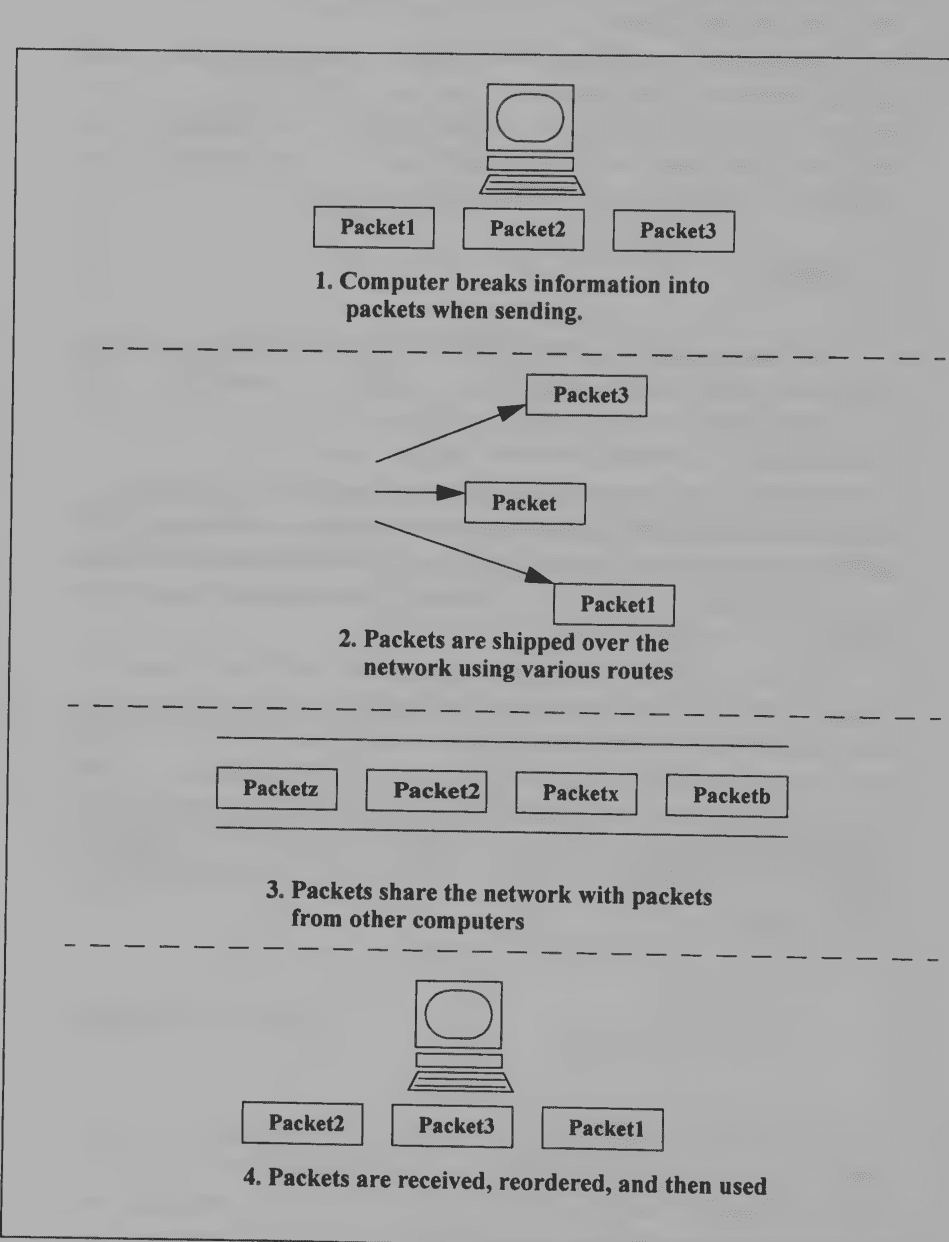 Packet1 Packet2 Packet3
1. Computer breaks information into
packets when sending.
Packet3
Packet
Packet1
2. Packets are shipped over the
network using various routes
Packetz Packet2 Packetx Packetb
3. Packets share the network with packets
from other computers
Packet2 Packet3 Packet1
4. Packets are received, reordered, and then used